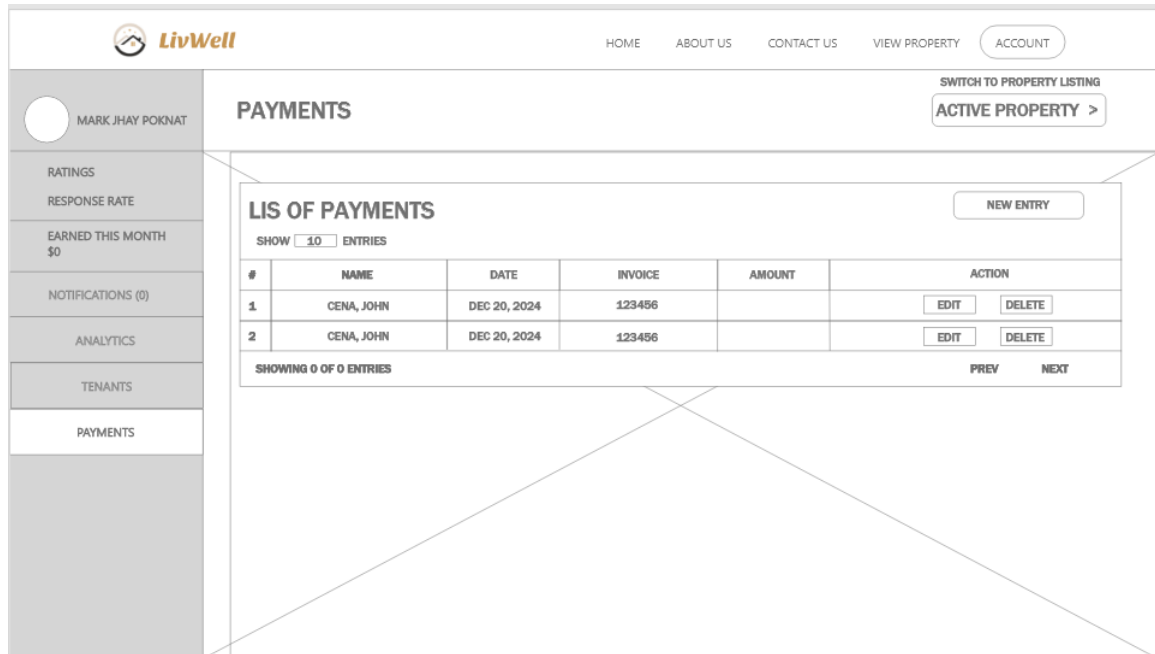 LivWell
HOME ABOUT US CONTACT US VIEW PROPERTY ACCOUNT
SWITCH TO PROPERTY LISTING
ACTIVE PROPERTY >
PAYMENTS
MARK JHAY POKNAT
RATINGS
RESPONSE RATE
EARNED THIS MONTH
$0
NOTIFICATIONS (0)
ANALYTICS
TENANTS
PAYMENTS
LIS OF PAYMENTS
NEW ENTRY
SHOW 10 ENTRIES
# NAME DATE INVOICE AMOUNT ACTION
1 CENA, JOHN DEC 20, 2024 123456 EDIT DELETE
2 CENA, JOHN DEC 20, 2024 123456 EDIT DELETE
SHOWING 0 OF 0 ENTRIES PREV NEXT